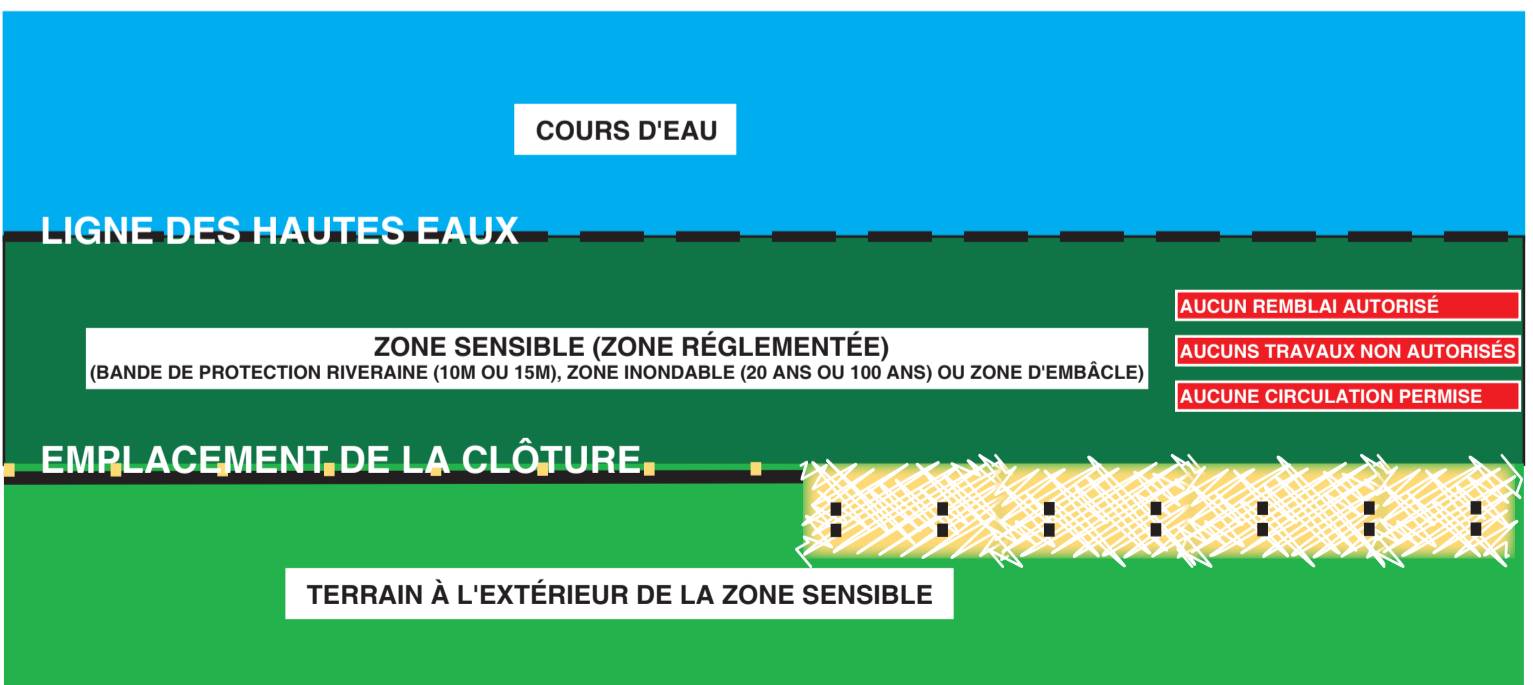 COURS D'EAU
LIGNE DES HAUTES EAUX
AUCUN REMBLAI AUTORISÉ
ZONE SENSIBLE (ZONE RÉGLEMENTÉE)
(BANDE DE PROTECTION RIVERAINE (10M OU 15M), ZONE INONDABLE (20 ANS OU 100 ANS) OU ZONE D'EMBÂCLE)
AUCUNS TRAVAUX NON AUTORISÉS
AUCUNE CIRCULATION PERMISE
EMPLACEMENT DE LA CLÔTURE
TERRAIN À L'EXTÉRIEUR DE LA ZONE SENSIBLE